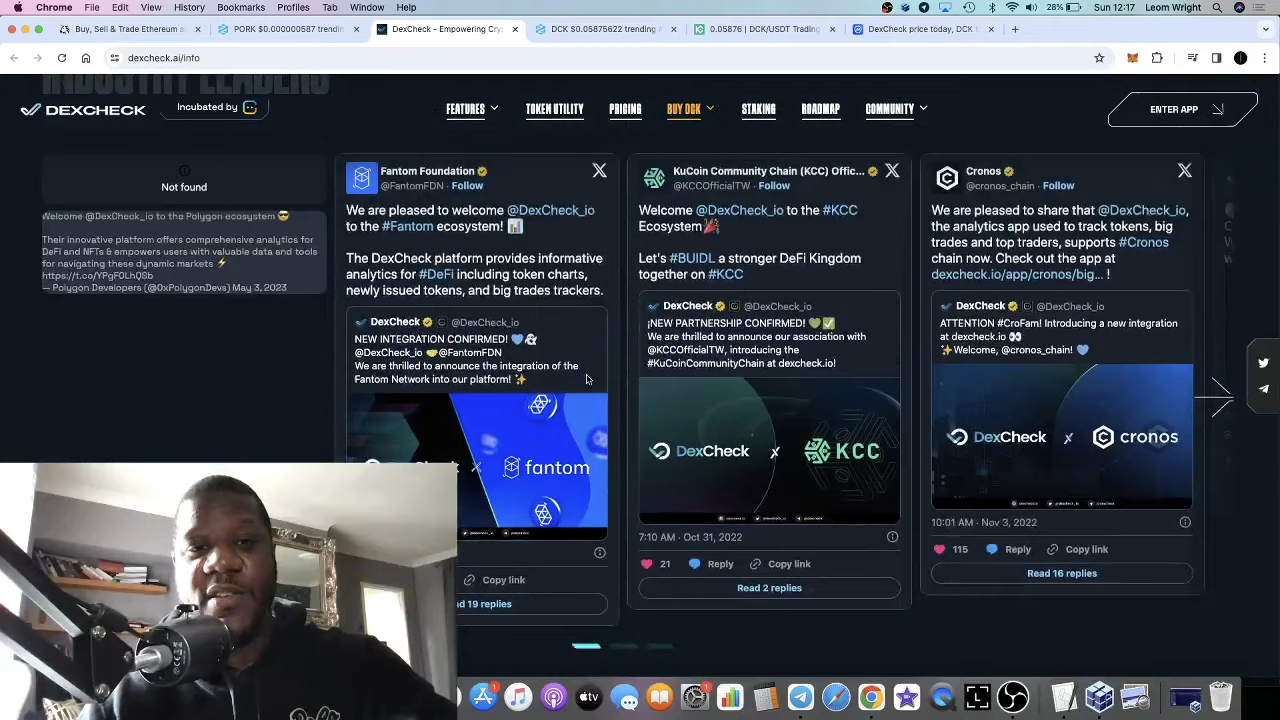 Chrome File Edit View History Bookmarks Profiles Tab Window Help
28% Sun 12:17 Leom Wright
Buy, Sell & Trade Ethereum a
PORK $0.000000587 trendin
DexCheck - Empowering Cry
DCK $0.05875622 trending
0.05876 | DCK/USDT Trading
DexCheck price today, DCK t
dexcheck.ai/info
INDUSTRY LEADERS
DEXCHECK
Incubated by
FEATURES
TOKEN UTILITY
PRICING
BUY DCK
STAKING
ROADMAP
COMMUNITY
ENTER APP
Not found
Welcome @DexCheck_io to the Polygon ecosystem 😎
Their innovative platform offers comprehensive analytics for
DeFi and NFTs & empowers users with valuable data and tools
for navigating these dynamic markets ⚡
https://t.co/YPgFOLhQSb
— Polygon Developers (@0xPolygonDevs) May 3, 2023
Fantom Foundation
@FantomFDN · Follow
We are pleased to welcome @DexCheck_io
to the #Fantom ecosystem! 📊
The DexCheck platform provides informative
analytics for #DeFi including token charts,
newly issued tokens, and big trades trackers.
DexCheck @DexCheck_io
NEW INTEGRATION CONFIRMED! 💙👻
@DexCheck_io 🤝@FantomFDN
We are thrilled to announce the integration of the
Fantom Network into our platform! ✨
fantom
Copy link
19 replies
KuCoin Community Chain (KCC) Offic...
@KCCOfficialTW · Follow
Welcome @DexCheck_io to the #KCC
Ecosystem🎉
Let's #BUIDL a stronger DeFi Kingdom
together on #KCC
DexCheck @DexCheck_io
¡NEW PARTNERSHIP CONFIRMED! 💚✅
We are thrilled to announce our association with
@KCCOfficialTW, introducing the
#KuCoinCommunityChain at dexcheck.io!
DexCheck x KCC
7:10 AM · Oct 31, 2022
21 Reply Copy link
Read 2 replies
Cronos
@cronos_chain · Follow
We are pleased to share that @DexCheck_io,
the analytics app used to track tokens, big
trades and top traders, supports #Cronos
chain now. Check out the app at
dexcheck.io/app/cronos/big... !
DexCheck @DexCheck_io
ATTENTION #CroFam! Introducing a new integration
at dexcheck.io 👀
✨Welcome, @cronos_chain! 💙
DexCheck x cronos
10:01 AM · Nov 3, 2022
115 Reply Copy link
Read 16 replies